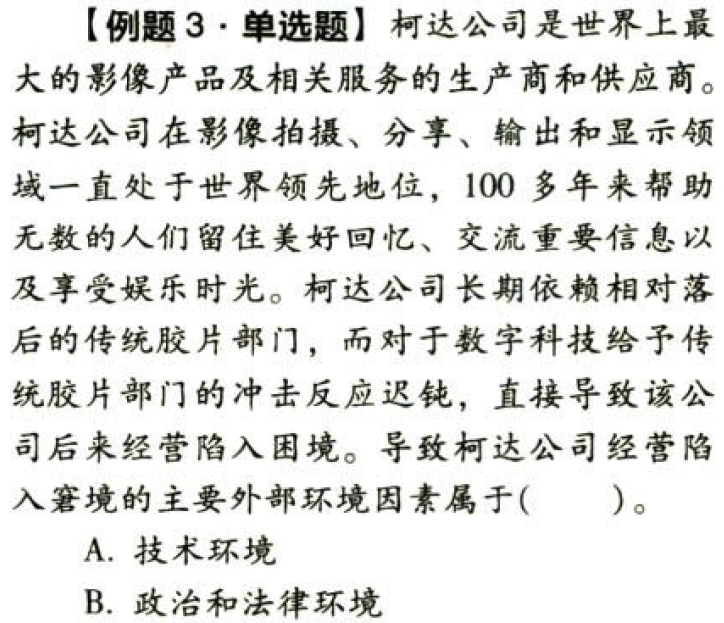 【例题 3 · 单选题】 柯达公司是世界上最
大的影像产品及相关服务的生产商和供应商。
柯达公司在影像拍摄、分享、输出和显示领
域一直处于世界领先地位，100 多年来帮助
无数的人们留住美好回忆、交流重要信息以
及享受娱乐时光。柯达公司长期依赖相对落
后的传统胶片部门，而对于数字科技给予传
统胶片部门的冲击反应迟钝，直接导致该公
司后来经营陷入困境。导致柯达公司经营陷
入窘境的主要外部环境因素属于(　　)。
A. 技术环境
B. 政治和法律环境